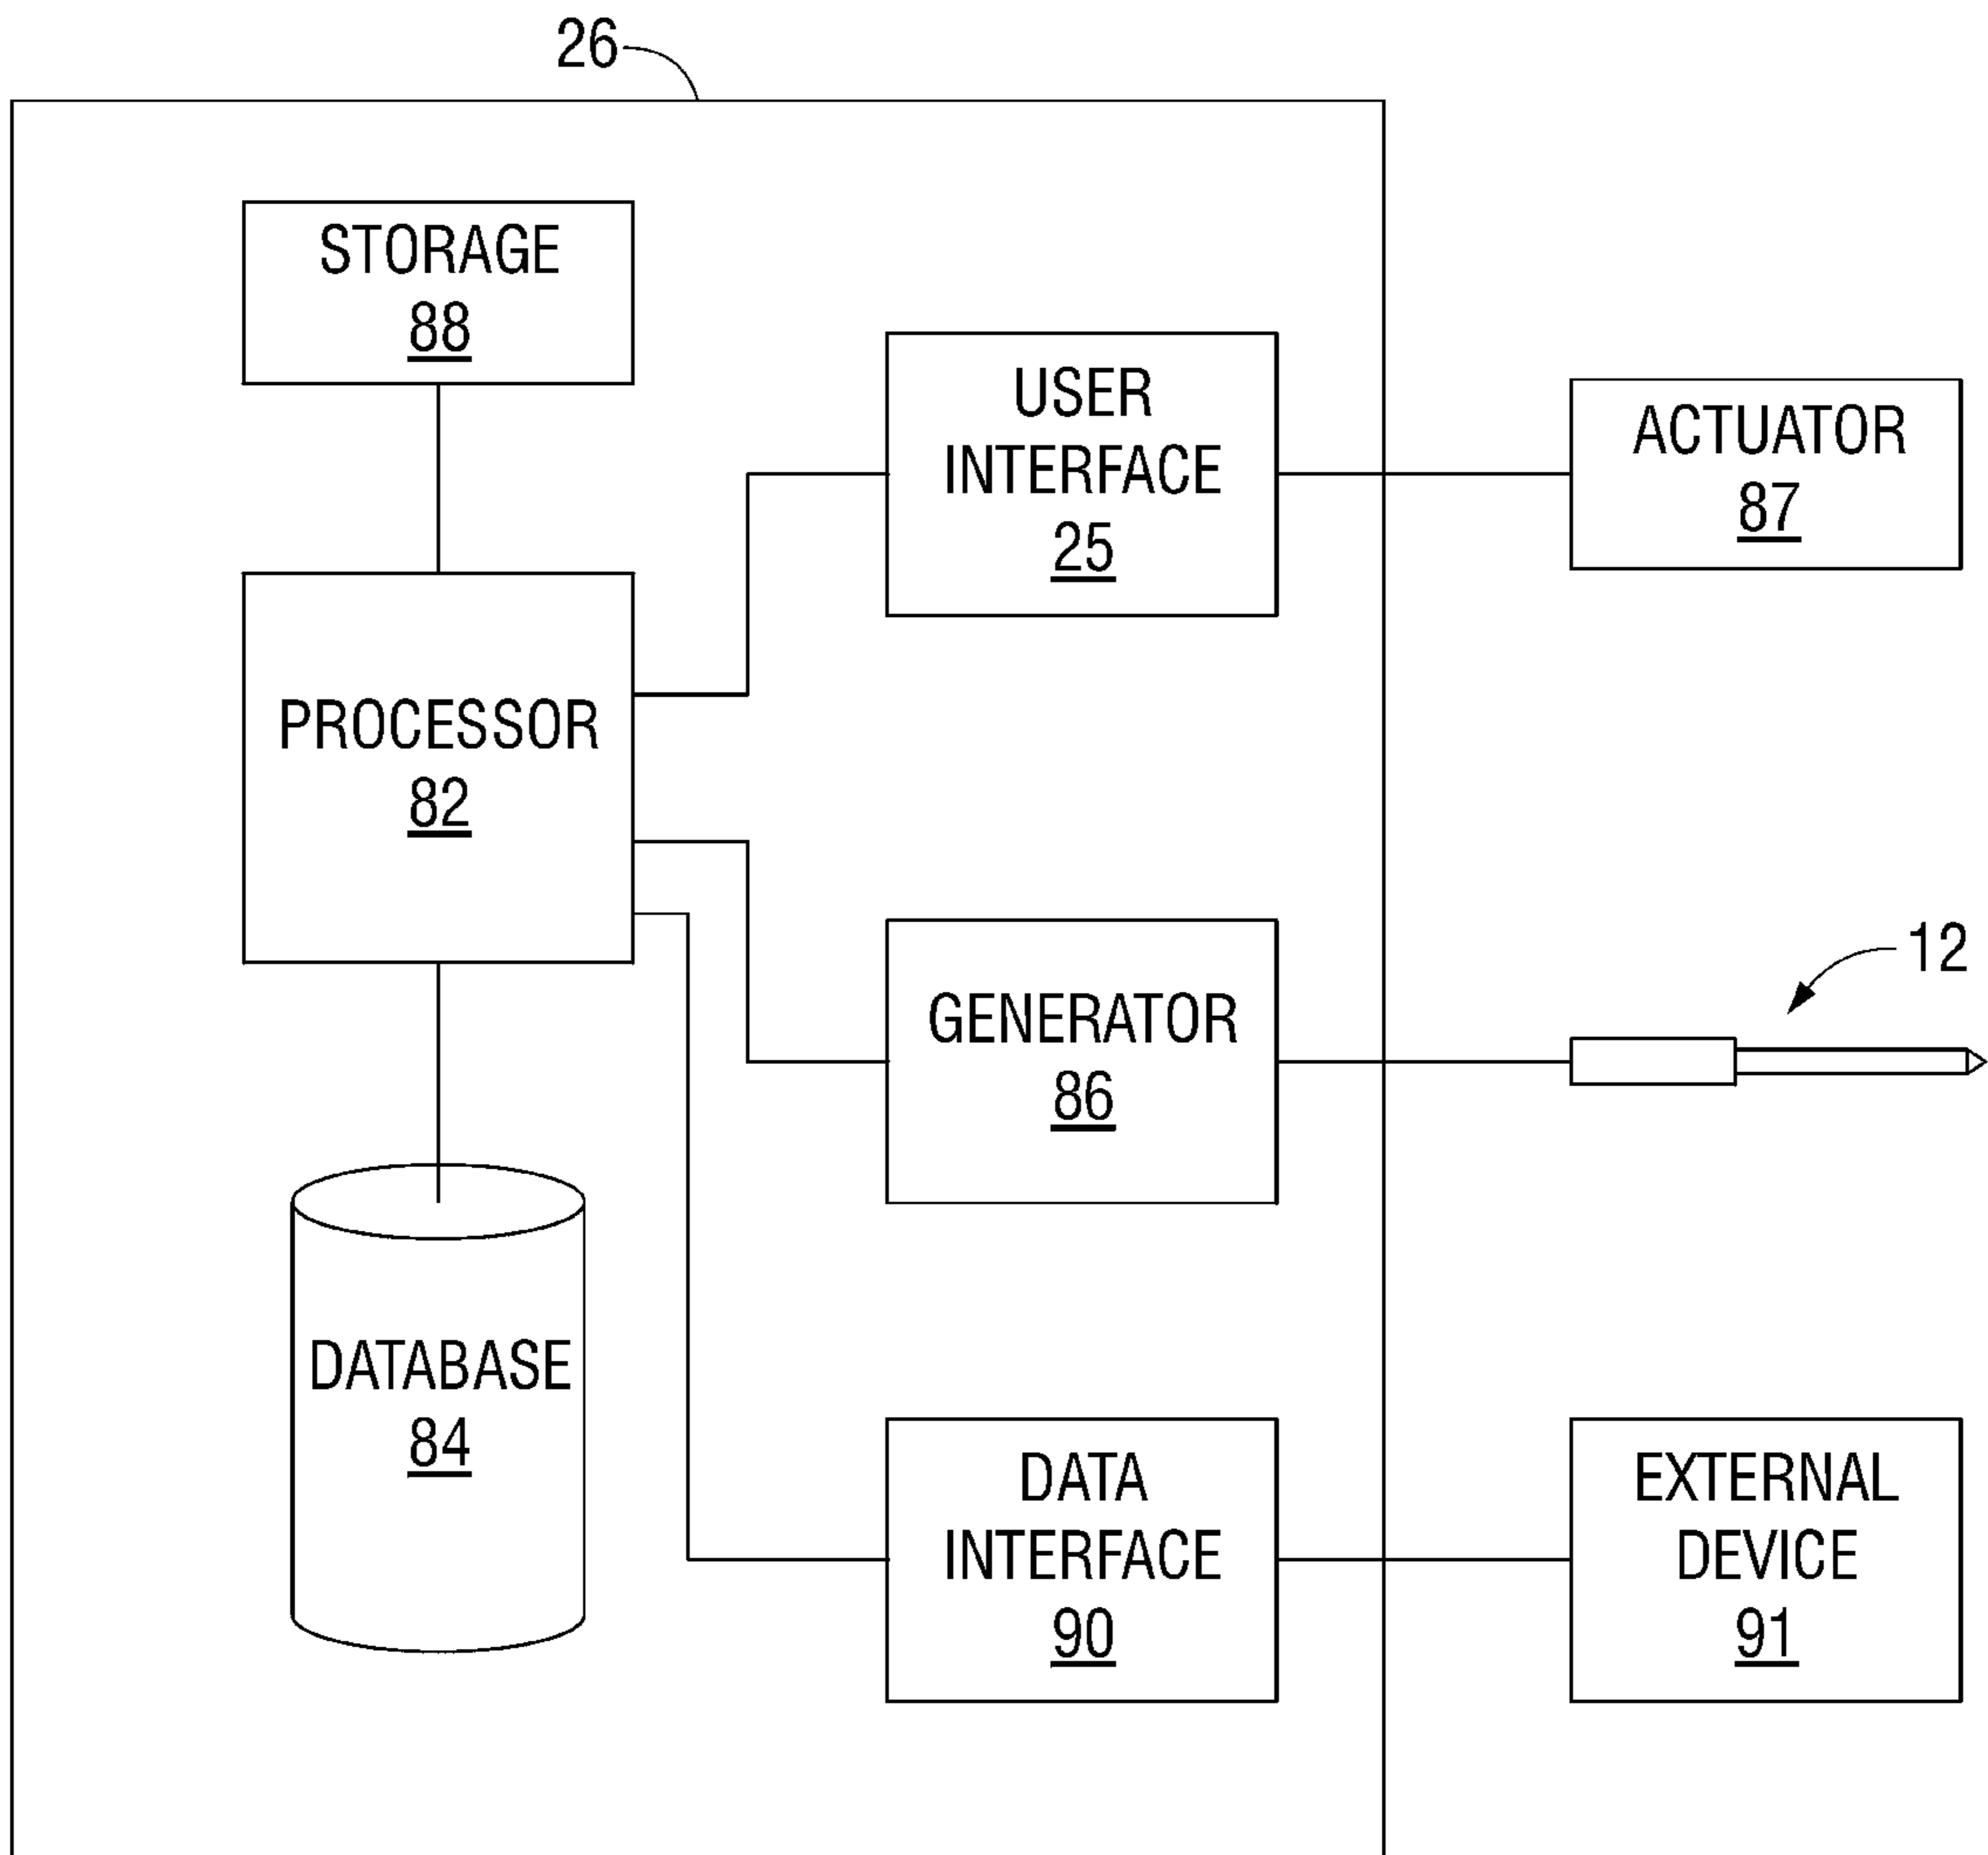 26
STORAGE
88
USER
INTERFACE
25
ACTUATOR
87
PROCESSOR
82
GENERATOR
86
12
DATABASE
84
DATA
INTERFACE
90
EXTERNAL
DEVICE
91